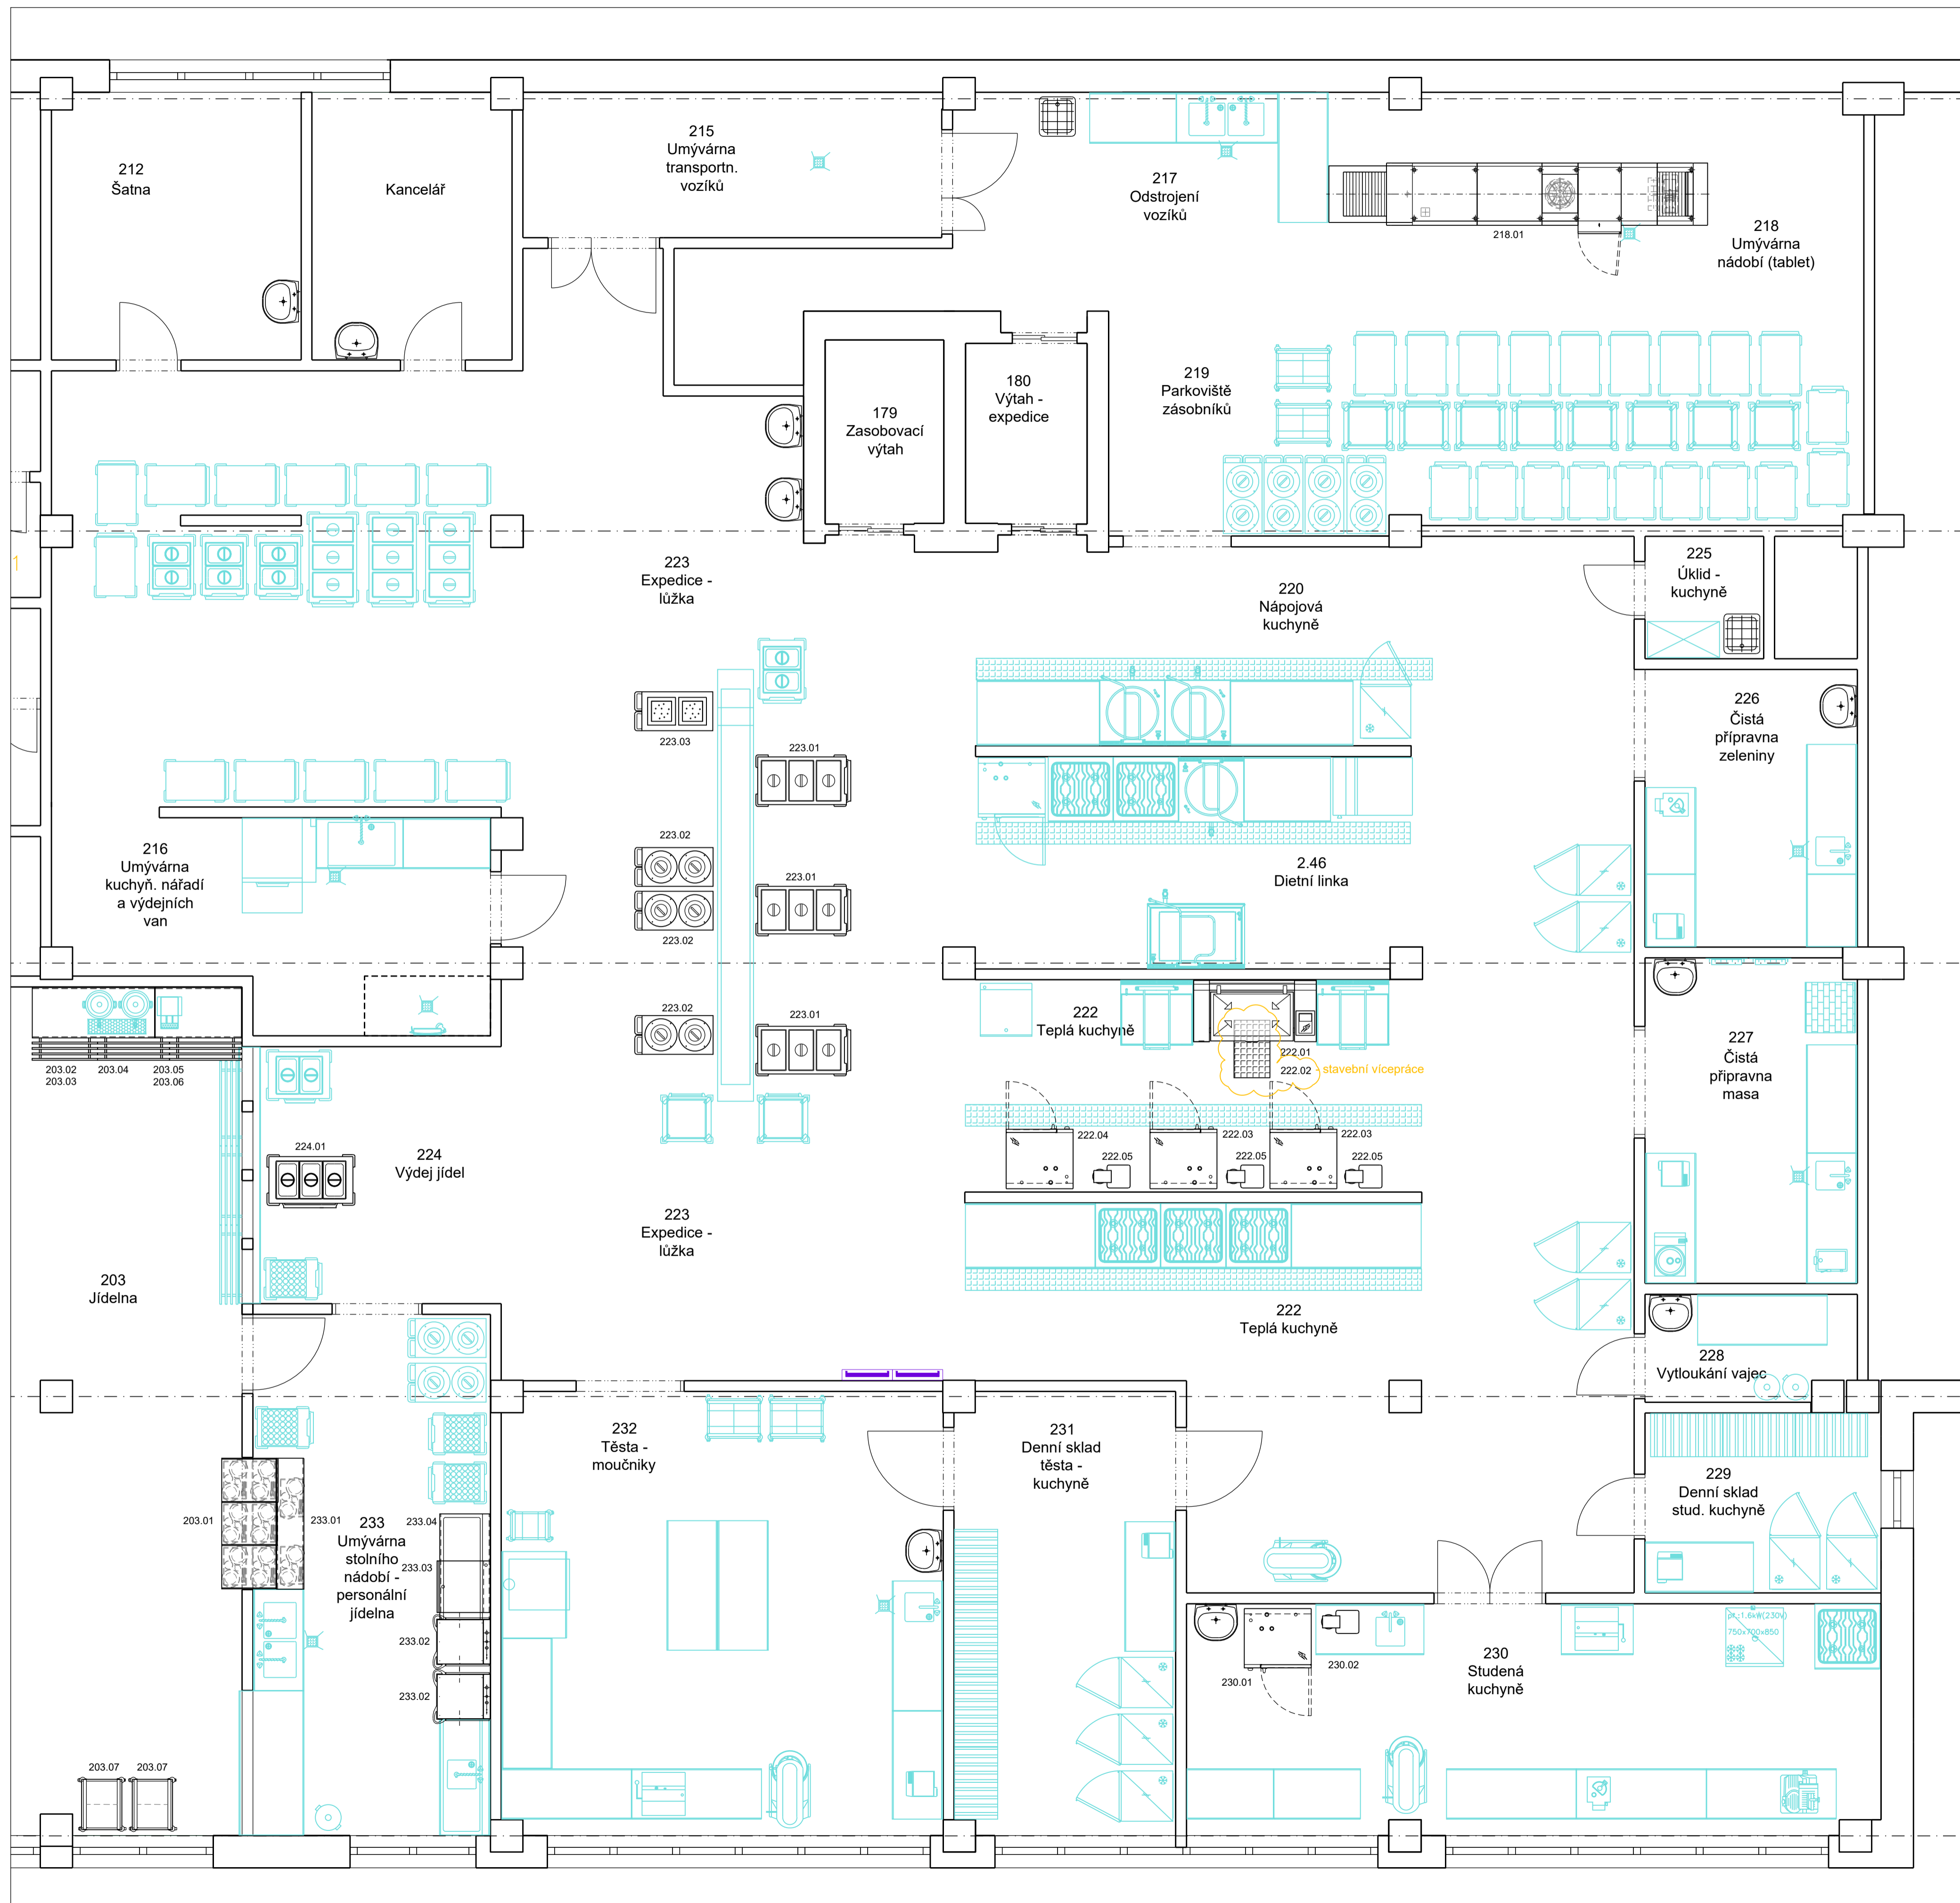 212
Šatna
Kancelář
215
Umývárna
transportn.
vozíků
217
Odstrojení
vozíků
218.01
218
Umývárna
nádobí (tablet)
179
Zasobovací
výtah
180
Výtah -
expedice
219
Parkoviště
zásobníků
1
223
Expedice -
lůžka
220
Nápojová
kuchyně
225
Úklid -
kuchyně
226
Čistá
přípravna
zeleniny
223.03
223.01
223.02
223.01
223.02
216
Umývárna
kuchyň. nářadí
a výdejních
van
2.46
Dietní linka
223.02
223.01
222
Teplá kuchyně
222.01
222.02
- stavební vícepráce
227
Čistá
připravna
masa
203.02
203.03
203.04
203.05
203.06
222.04
222.03
222.03
222.05
222.05
222.05
224.01
224
Výdej jídel
223
Expedice -
lůžka
203
Jídelna
222
Teplá kuchyně
228
Vytloukání vajec
232
Těsta -
moučniky
231
Denní sklad
těsta -
kuchyně
229
Denní sklad
stud. kuchyně
203.01
233.01
233
Umývárna
stolního
nádobí -
personální
jídelna
233.04
233.03
233.02
233.02
230.01
230.02
230
Studená
kuchyně
př.:1.6kW(230V)
750x700x850
203.07
203.07